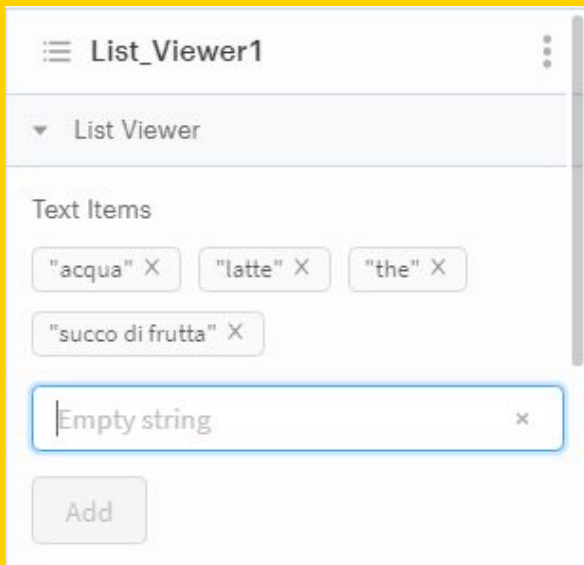 List_Viewer1
List Viewer
Text Items
"acqua" × "latte" × "the" ×
"succo di frutta" ×
Empty string ×
Add